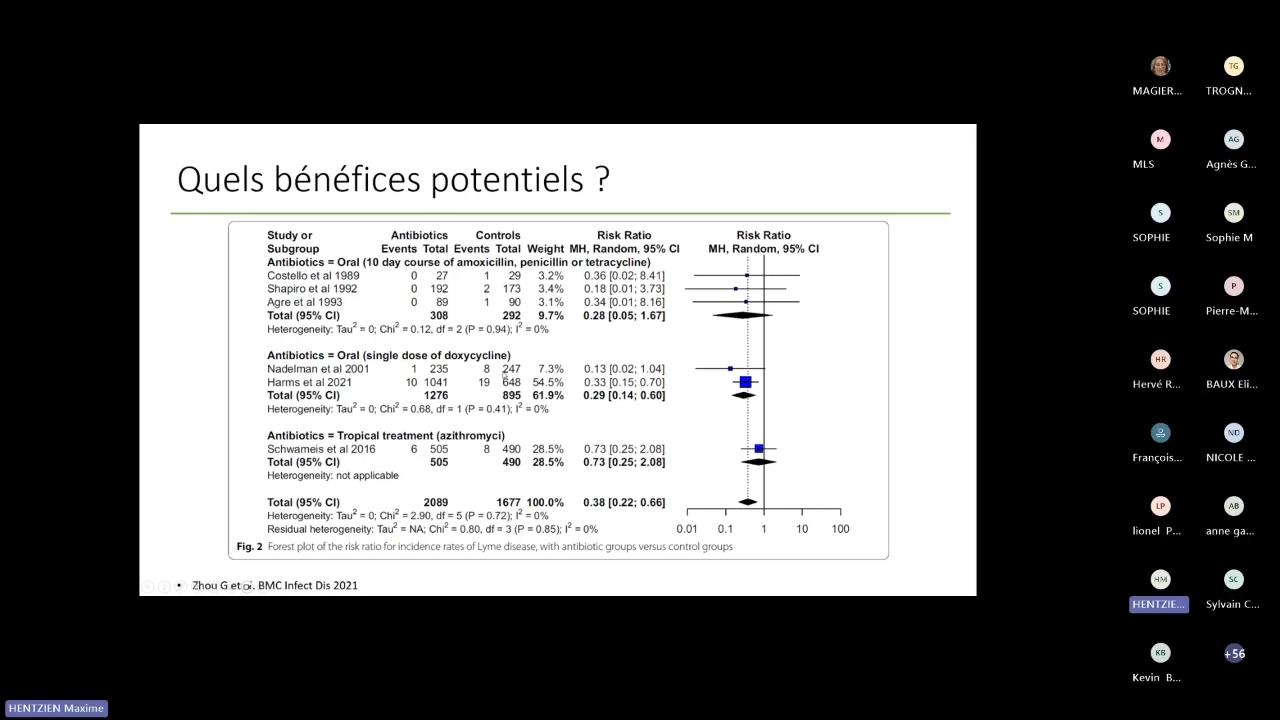 Quels bénéfices potentiels ?
Study or Antibiotics Controls Risk Ratio Risk Ratio
Subgroup Events Total Events Total Weight MH, Random, 95% CI MH, Random, 95% CI
Antibiotics = Oral (10 day course of amoxicillin, penicillin or tetracycline)
Costello et al 1989 0 27 1 29 3.2% 0.36 [0.02; 8.41]
Shapiro et al 1992 0 192 2 173 3.4% 0.18 [0.01; 3.73]
Agre et al 1993 0 89 1 90 3.1% 0.34 [0.01; 8.16]
Total (95% CI) 308 292 9.7% 0.28 [0.05; 1.67]
Heterogeneity: Tau² = 0; Chi² = 0.12, df = 2 (P = 0.94); I² = 0%
Antibiotics = Oral (single dose of doxycycline)
Nadelman et al 2001 1 235 8 247 7.3% 0.13 [0.02; 1.04]
Harms et al 2021 10 1041 19 648 54.5% 0.33 [0.15; 0.70]
Total (95% CI) 1276 895 61.9% 0.29 [0.14; 0.60]
Heterogeneity: Tau² = 0; Chi² = 0.68, df = 1 (P = 0.41); I² = 0%
Antibiotics = Tropical treatment (azithromyci)
Schwameis et al 2016 6 505 8 490 28.5% 0.73 [0.25; 2.08]
Total (95% CI) 505 490 28.5% 0.73 [0.25; 2.08]
Heterogeneity: not applicable
Total (95% CI) 2089 1677 100.0% 0.38 [0.22; 0.66]
Heterogeneity: Tau² = 0; Chi² = 2.90, df = 5 (P = 0.72); I² = 0%
Residual heterogeneity: Tau² = NA; Chi² = 0.80, df = 3 (P = 0.85); I² = 0%
0.01 0.1 1 10 100
Fig. 2 Forest plot of the risk ratio for incidence rates of Lyme disease, with antibiotic groups versus control groups
• Zhou G et al. BMC Infect Dis 2021
TG
MAGIER... TROGN...
M AG
MLS Agnès G...
S SM
SOPHIE Sophie M
S P
SOPHIE Pierre-M...
HR
Hervé R... BAUX Eli...
ND
François... NICOLE ...
LP AB
lionel P... anne ga...
HM SC
HENTZIE... Sylvain C...
KB +56
Kevin B...
HENTZIEN Maxime